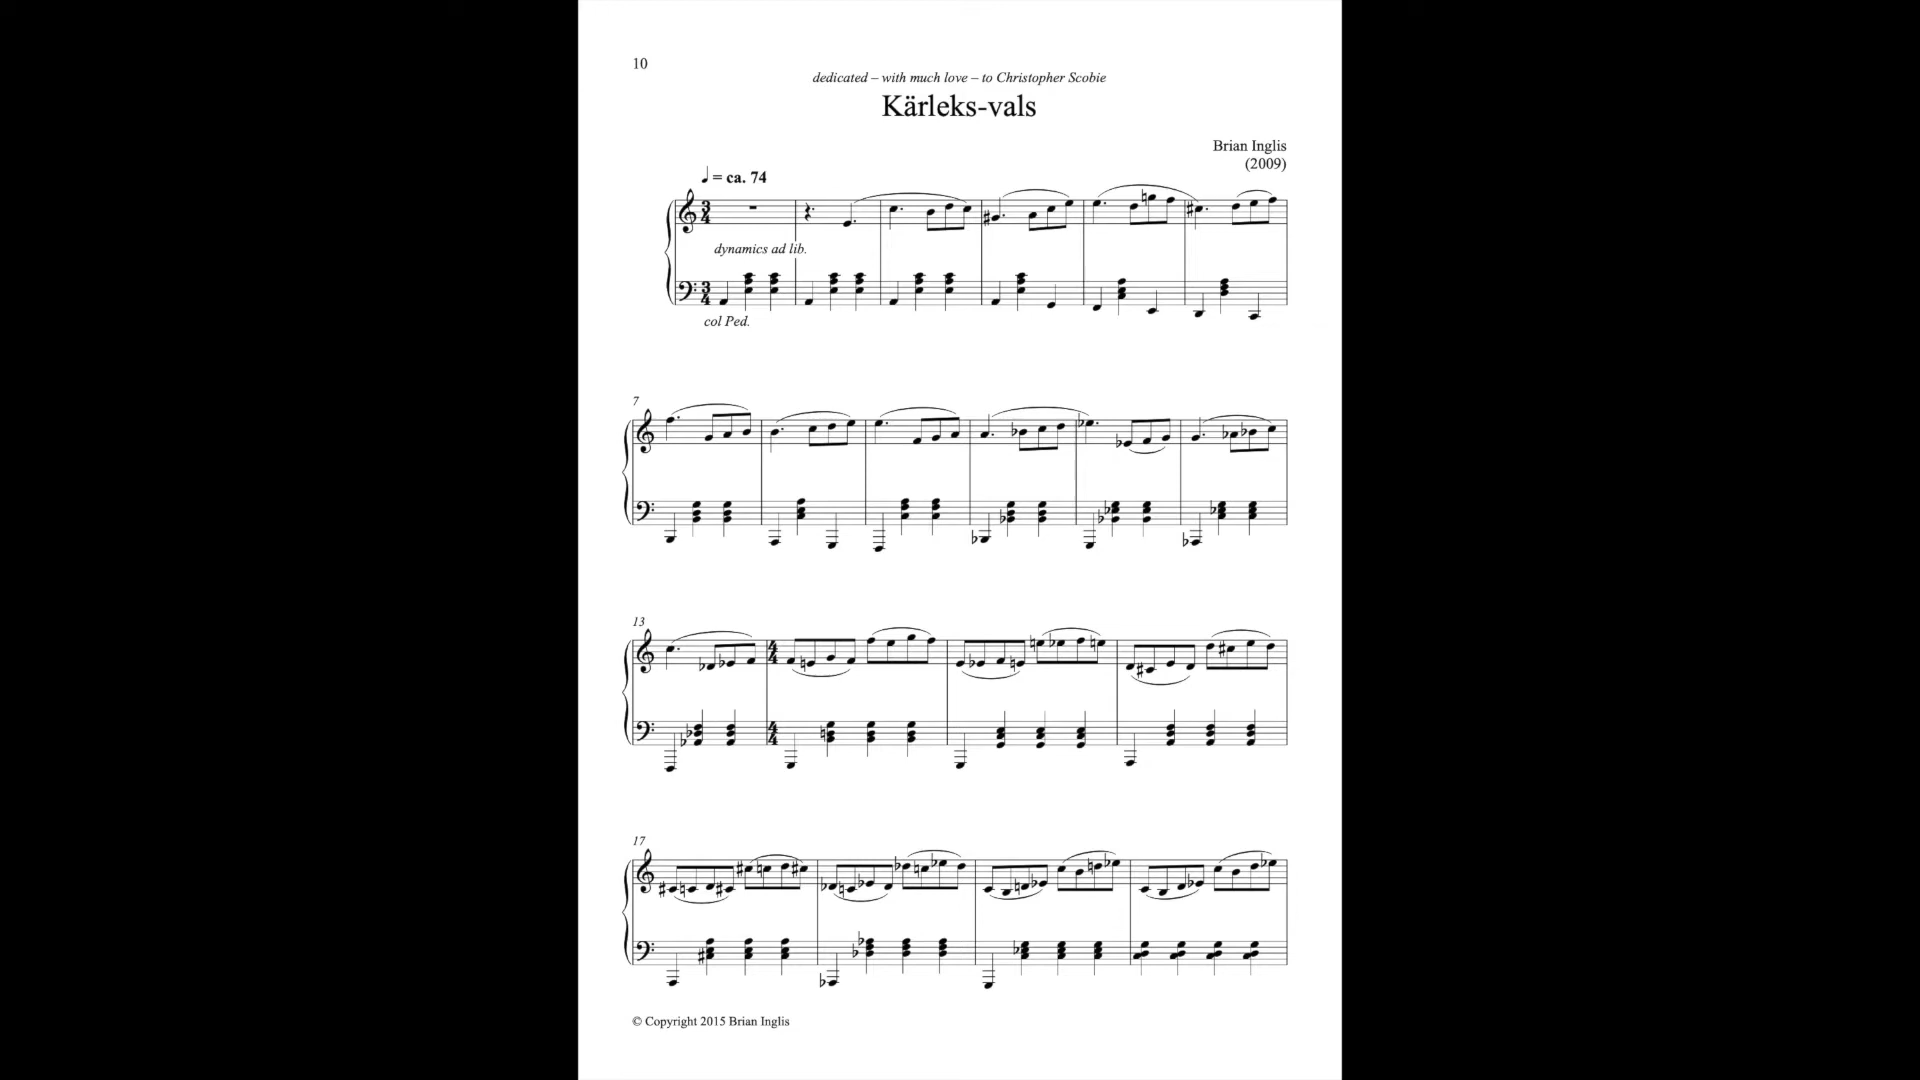 10
dedicated – with much love – to Christopher Scobie
Kärleks-vals
Brian Inglis
(2009)
♩ = ca. 74
dynamics ad lib.
col Ped.
7
13
17
© Copyright 2015 Brian Inglis